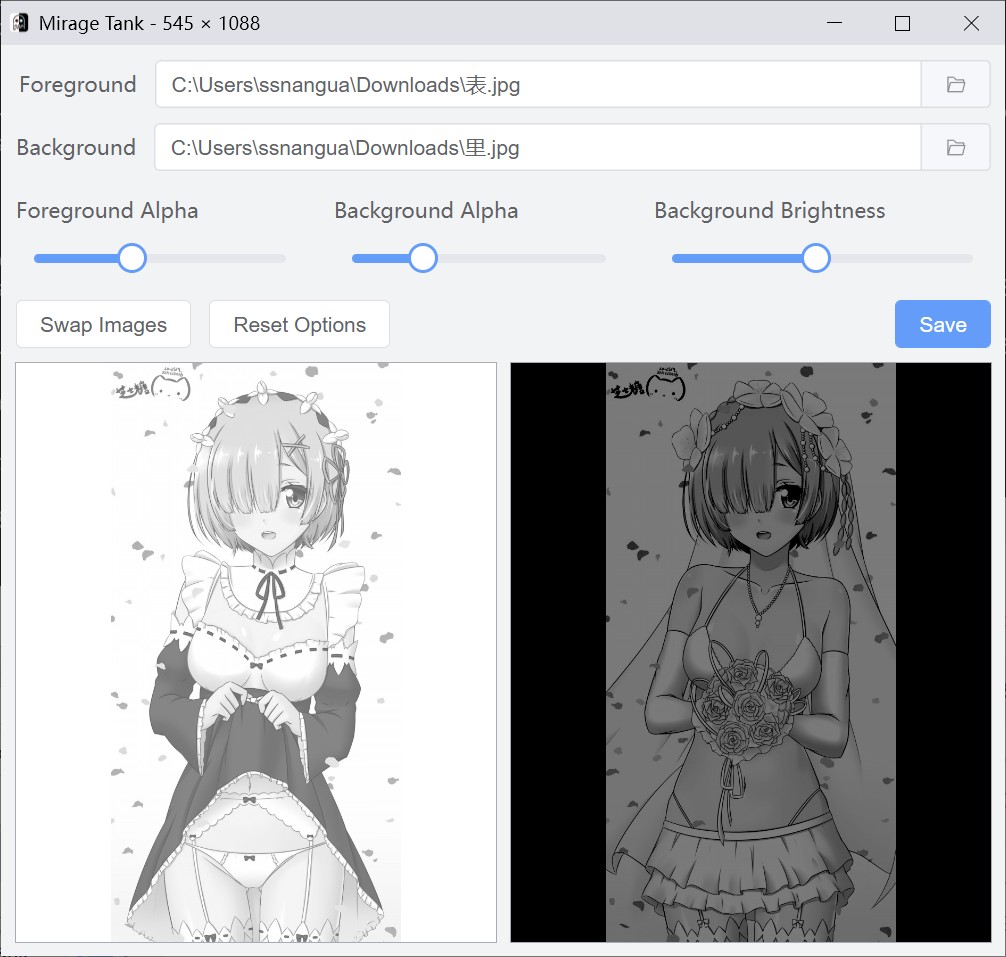 Mirage Tank - 545 × 1088
Foreground C:\Users\ssnangua\Downloads\表.jpg
Background C:\Users\ssnangua\Downloads\里.jpg
Foreground Alpha Background Alpha Background Brightness
Swap Images Reset Options Save